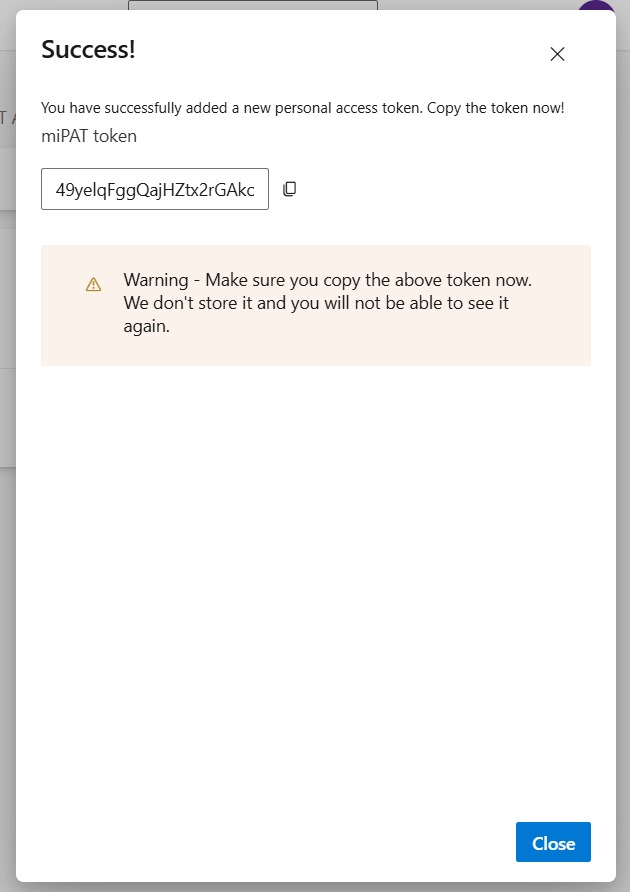 Success!
You have successfully added a new personal access token. Copy the token now!
miPAT token
49yelqFggQajHZtx2rGAkc
Warning - Make sure you copy the above token now.
We don't store it and you will not be able to see it
again.
Close